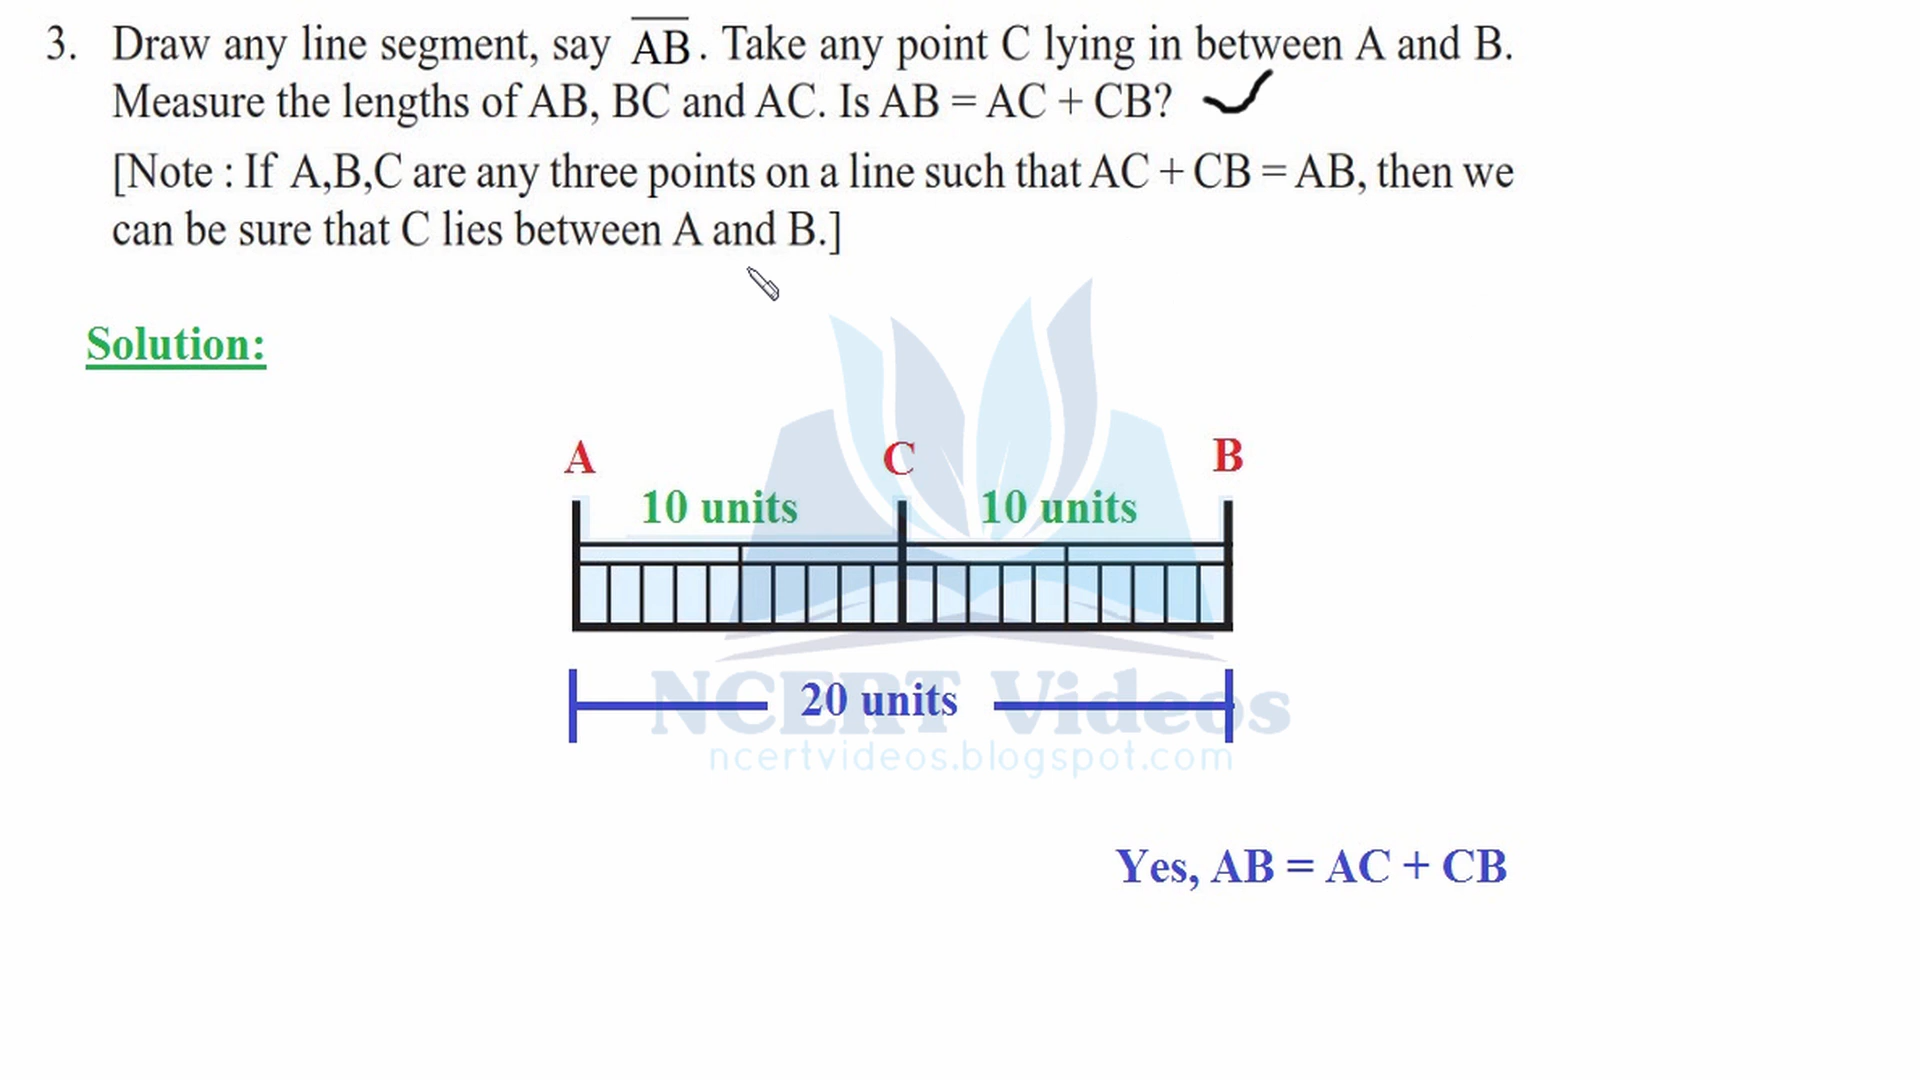 3. Draw any line segment, say AB. Take any point C lying in between A and B.
Measure the lengths of AB, BC and AC. Is AB = AC + CB?
[Note : If A,B,C are any three points on a line such that AC + CB = AB, then we
can be sure that C lies between A and B.]
Solution:
A C B
10 units 10 units
20 units
NCERT Videos
ncertvideos.blogspot.com
Yes, AB = AC + CB